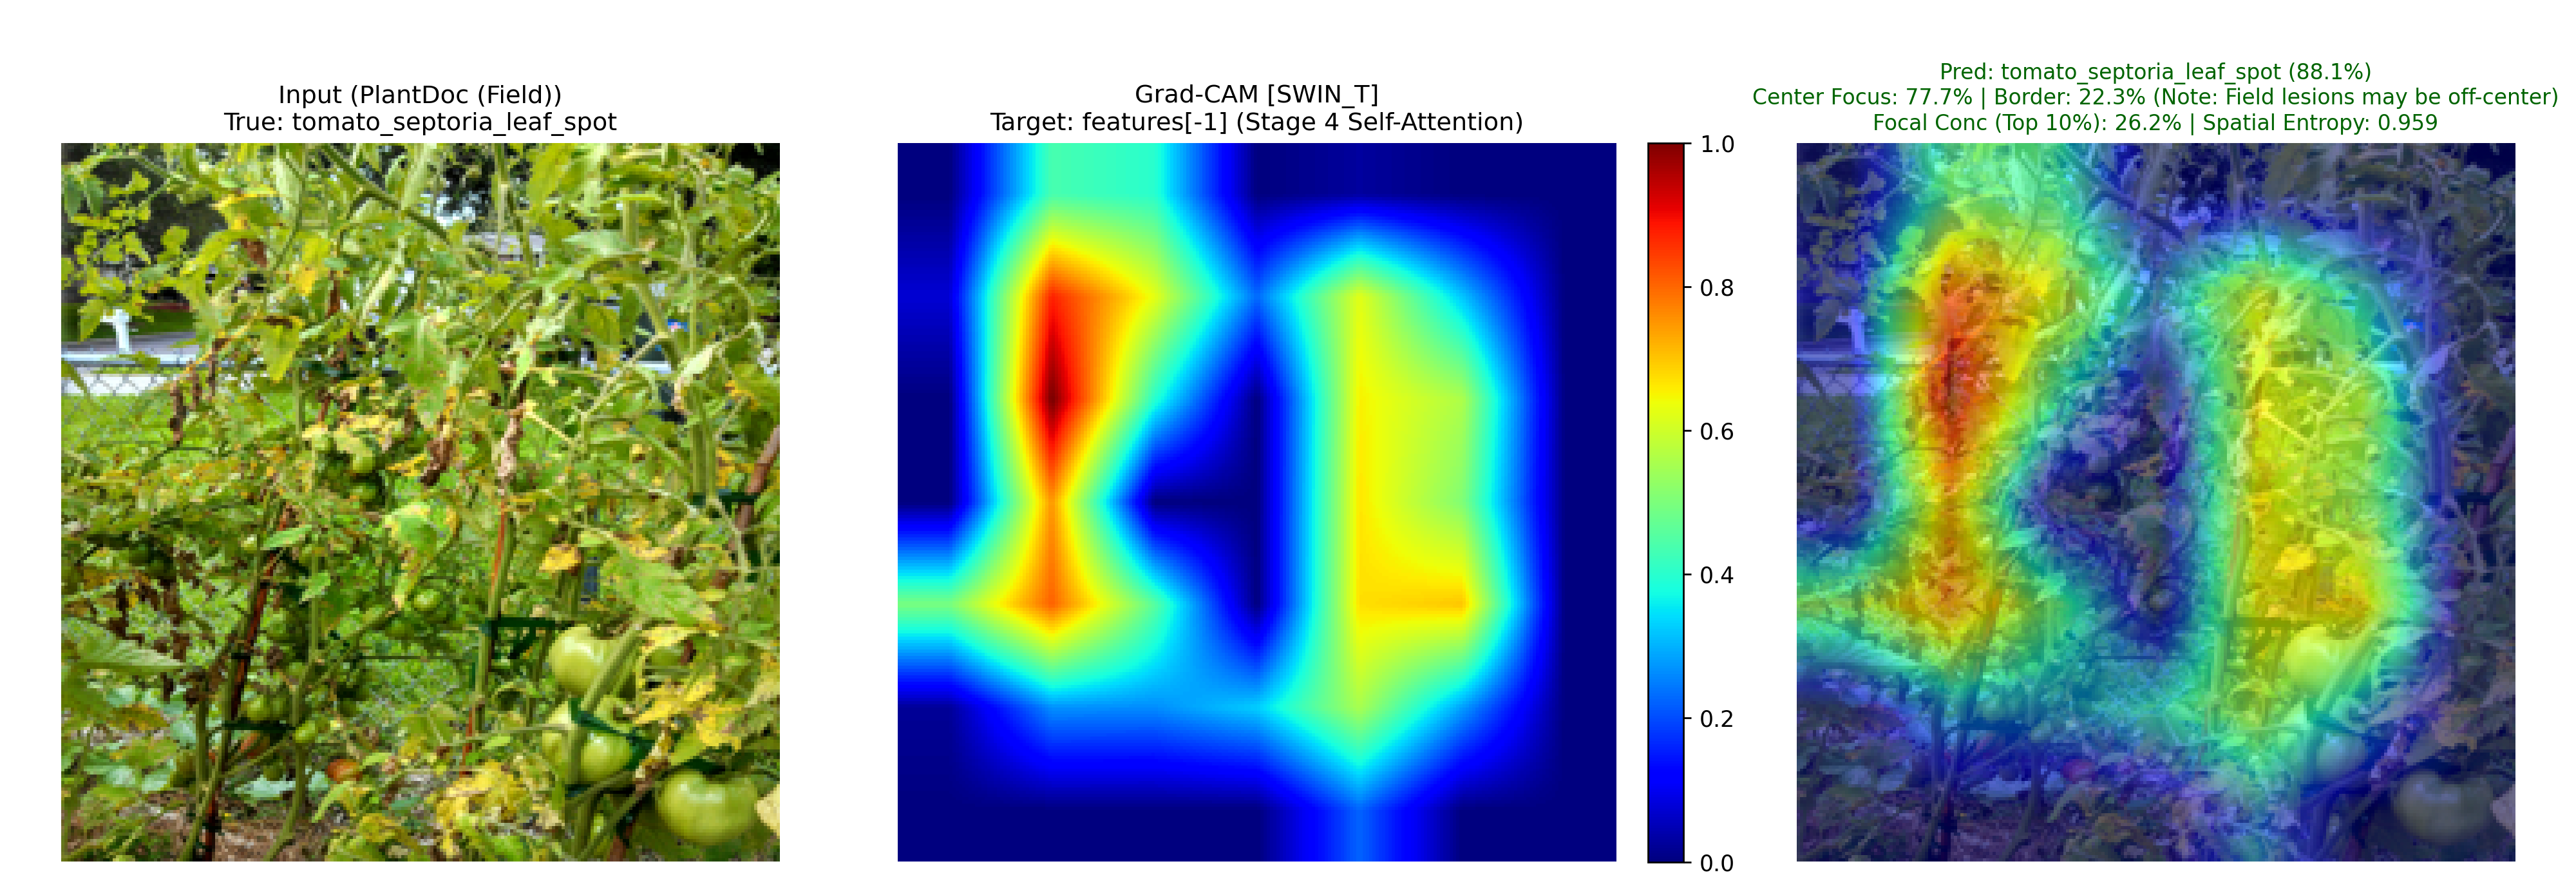 Input (PlantDoc (Field))
True: tomato_septoria_leaf_spot
Grad-CAM [SWIN_T]
Target: features[-1] (Stage 4 Self-Attention)
1.0
0.8
0.6
0.4
0.2
0.0
Pred: tomato_septoria_leaf_spot (88.1%)
Center Focus: 77.7% | Border: 22.3% (Note: Field lesions may be off-center)
Focal Conc (Top 10%): 26.2% | Spatial Entropy: 0.959